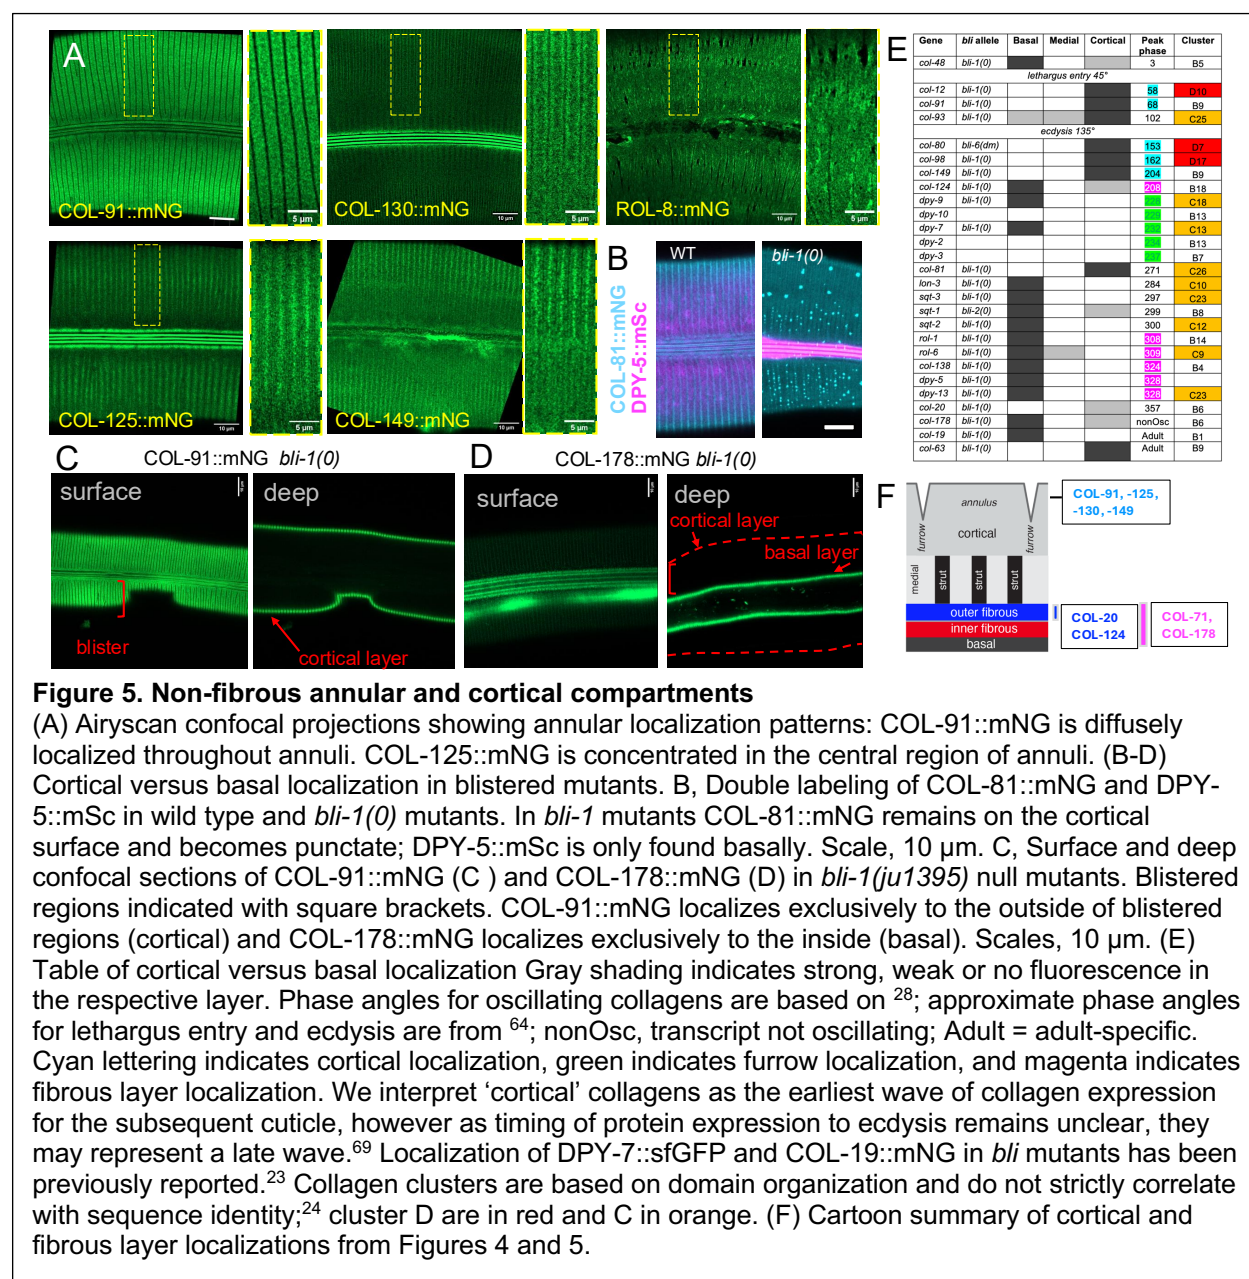 A
COL-91::mNG
5 µm
COL-130::mNG
10 µm
5 µm
ROL-8::mNG
10 µm
5 µm
COL-125::mNG
10 µm
5 µm
COL-149::mNG
10 µm
5 µm
B
WT
bli-1(0)
COL-81::mNG
DPY-5::mSc
C
COL-91::mNG bli-1(0)
surface
deep
blister
cortical layer
D
COL-178::mNG bli-1(0)
surface
deep
cortical layer
basal layer
E
Gene bli allele Basal Medial Cortical Peak phase Cluster
col-48 bli-1(0) 3 B5
lethargus entry 45°
col-12 bli-1(0) 58 D10
col-91 bli-1(0) 68 B9
col-93 bli-1(0) 102 C25
ecdysis 135°
col-80 bli-6(dm) 153 D7
col-98 bli-1(0) 162 D17
col-149 bli-1(0) 204 B9
col-124 bli-1(0) 208 B18
dpy-9 bli-1(0) C18
dpy-10 B13
dpy-7 bli-1(0) 232 C13
dpy-2 234 B13
dpy-3 237 B7
col-81 bli-1(0) 271 C26
lon-3 bli-1(0) 284 C10
sqt-3 bli-1(0) 297 C23
sqt-1 bli-2(0) 299 B8
sqt-2 bli-1(0) 300 C12
rol-1 bli-1(0) 308 B14
rol-6 bli-1(0) 309 C9
col-138 bli-1(0) 324 B4
dpy-5 bli-1(0) 328
dpy-13 bli-1(0) 328 C23
col-20 bli-1(0) 357 B6
col-178 bli-1(0) nonOsc B6
col-19 bli-1(0) Adult B1
col-63 bli-1(0) Adult B9
F
annulus
furrow
furrow
cortical
medial
strut
strut
strut
outer fibrous
inner fibrous
basal
COL-91, -125,
-130, -149
COL-20
COL-124
COL-71,
COL-178
Figure 5. Non-fibrous annular and cortical compartments
(A) Airyscan confocal projections showing annular localization patterns: COL-91::mNG is diffusely
localized throughout annuli. COL-125::mNG is concentrated in the central region of annuli. (B-D)
Cortical versus basal localization in blistered mutants. B, Double labeling of COL-81::mNG and DPY-
5::mSc in wild type and bli-1(0) mutants. In bli-1 mutants COL-81::mNG remains on the cortical
surface and becomes punctate; DPY-5::mSc is only found basally. Scale, 10 µm. C, Surface and deep
confocal sections of COL-91::mNG (C ) and COL-178::mNG (D) in bli-1(ju1395) null mutants. Blistered
regions indicated with square brackets. COL-91::mNG localizes exclusively to the outside of blistered
regions (cortical) and COL-178::mNG localizes exclusively to the inside (basal). Scales, 10 µm. (E)
Table of cortical versus basal localization Gray shading indicates strong, weak or no fluorescence in
the respective layer. Phase angles for oscillating collagens are based on 28; approximate phase angles
for lethargus entry and ecdysis are from 64; nonOsc, transcript not oscillating; Adult = adult-specific.
Cyan lettering indicates cortical localization, green indicates furrow localization, and magenta indicates
fibrous layer localization. We interpret ‘cortical’ collagens as the earliest wave of collagen expression
for the subsequent cuticle, however as timing of protein expression to ecdysis remains unclear, they
may represent a late wave.69 Localization of DPY-7::sfGFP and COL-19::mNG in bli mutants has been
previously reported.23 Collagen clusters are based on domain organization and do not strictly correlate
with sequence identity;24 cluster D are in red and C in orange. (F) Cartoon summary of cortical and
fibrous layer localizations from Figures 4 and 5.